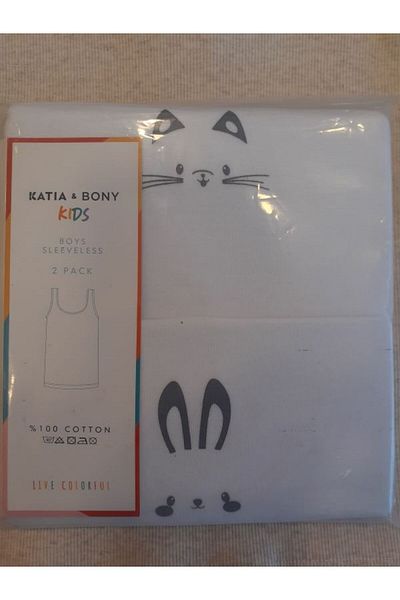 KATIA & BONY
KIDS
BOYS
SLEEVELESS
2 PACK
%100 COTTON
LIVE COLORFUL